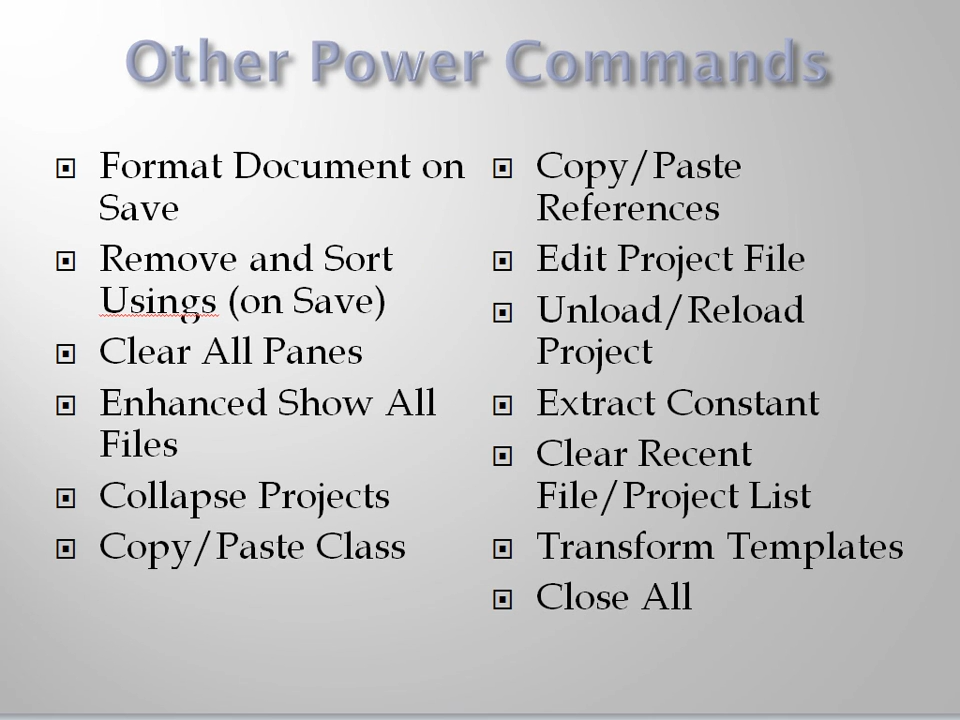 Other Power Commands
Format Document on
Save
Remove and Sort
Usings (on Save)
Clear All Panes
Enhanced Show All
Files
Collapse Projects
Copy/Paste Class
Copy/Paste
References
Edit Project File
Unload/Reload
Project
Extract Constant
Clear Recent
File/Project List
Transform Templates
Close All